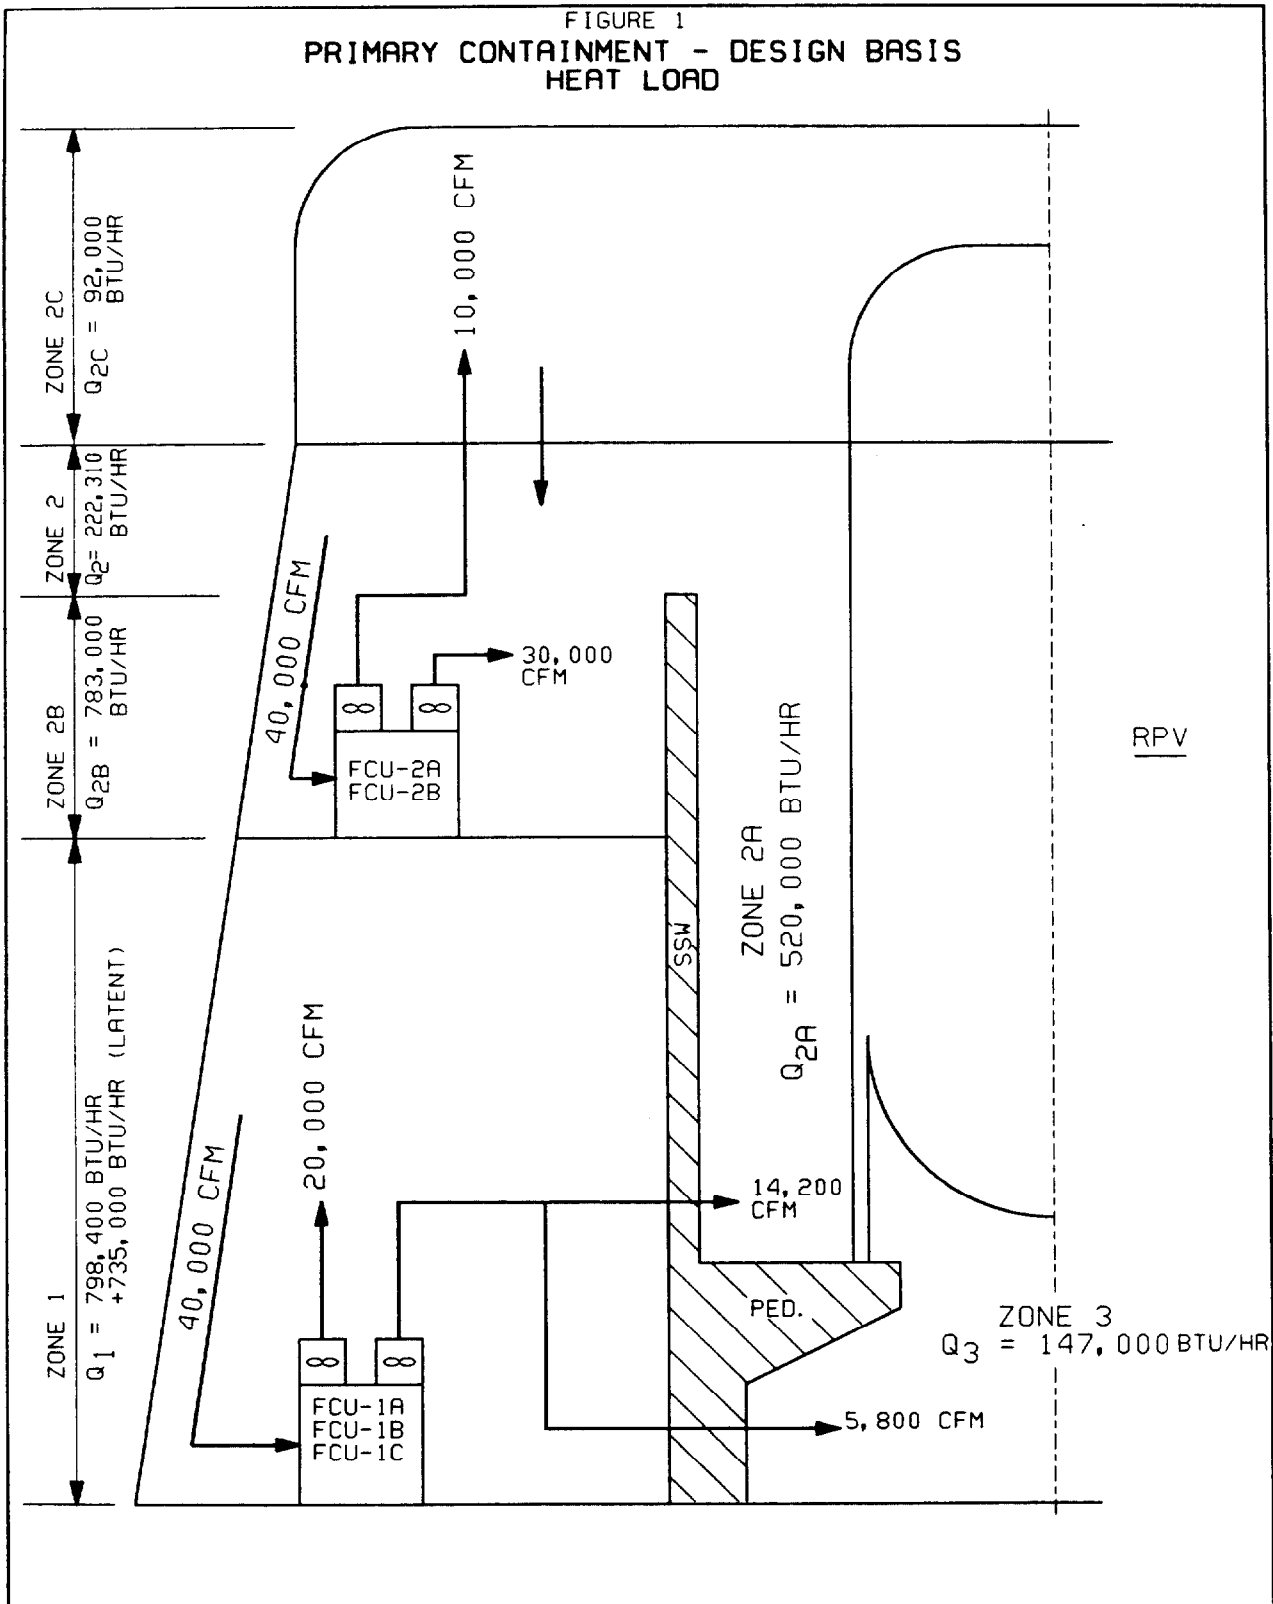 FIGURE 1
PRIMARY CONTAINMENT - DESIGN BASIS
HEAT LOAD
ZONE 2C
Q2C = 92,000
BTU/HR
10,000 CFM
ZONE 2
Q2= 222,310
BTU/HR
ZONE 2B
Q2B = 783,000
BTU/HR
40,000 CFM
30,000
CFM
FCU-2A
FCU-2B
RPV
ZONE 2A
Q2A = 520,000 BTU/HR
SSW
ZONE 1
Q1 = 798,400 BTU/HR
+735,000 BTU/HR (LATENT)
40,000 CFM
20,000 CFM
14,200
CFM
PED.
ZONE 3
Q3 = 147,000 BTU/HR
FCU-1A
FCU-1B
FCU-1C
5,800 CFM